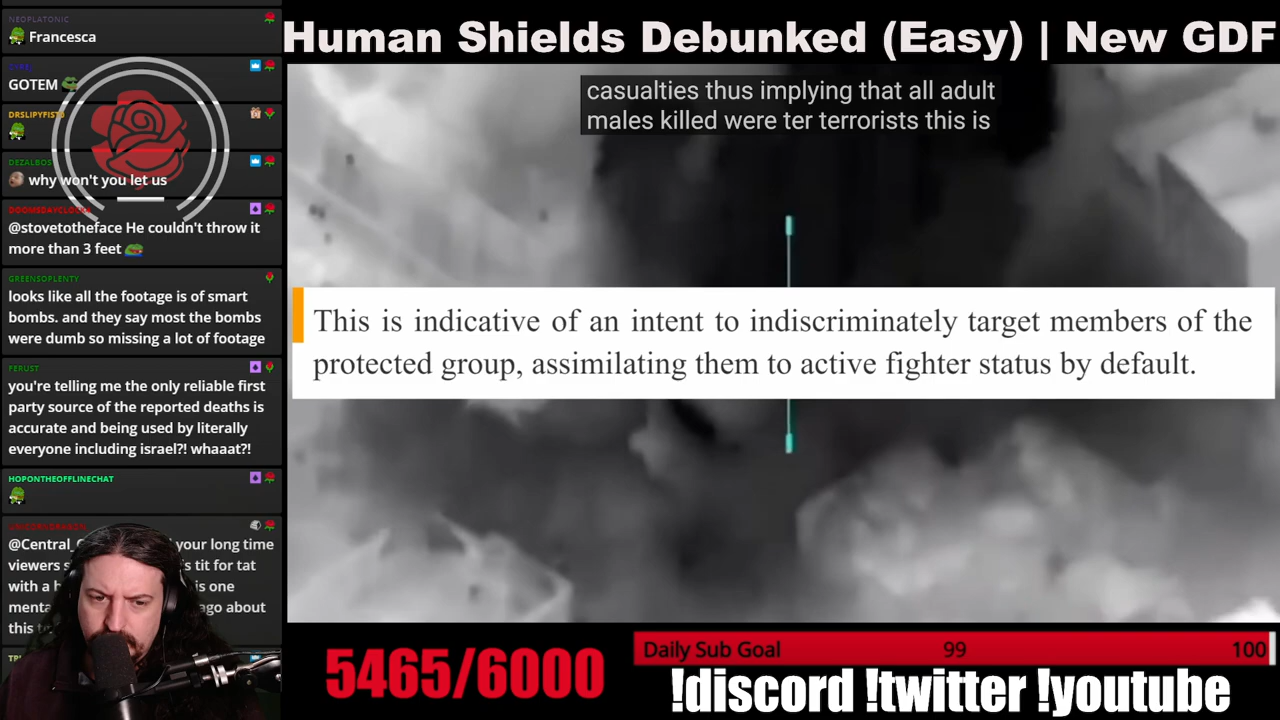 NEOPLATONIC
Francesca
GOTEM
DEZALBOS
why won't you let us
@stovetotheface He couldn't throw it
more than 3 feet
GREENSOPLENTY
looks like all the footage is of smart
bombs. and they say most the bombs
were dumb so missing a lot of footage
FERUST
you're telling me the only reliable first
party source of the reported deaths is
accurate and being used by literally
everyone including israel?! whaaat?!
HOPONTHEOFFLINECHAT
your long time
viewers
tit for tat
with a
is one
ago about
Human Shields Debunked (Easy) | New GDF
casualties thus implying that all adult
males killed were ter terrorists this is
This is indicative of an intent to indiscriminately target members of the
protected group, assimilating them to active fighter status by default.
5465/6000
Daily Sub Goal 99 100
!discord !twitter !youtube